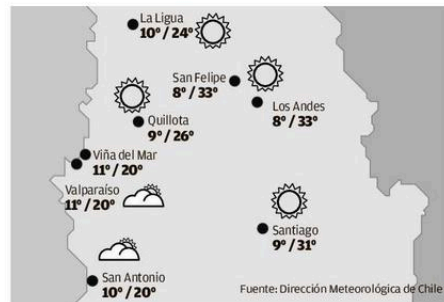 La Ligua
10° / 24°
San Felipe
8° / 33°
Los Andes
8° / 33°
Quillota
9° / 26°
Viña del Mar
11° / 20°
Valparaíso
11° / 20°
Santiago
9° / 31°
San Antonio
10° / 20°
Fuente: Dirección Meteorológica de Chile